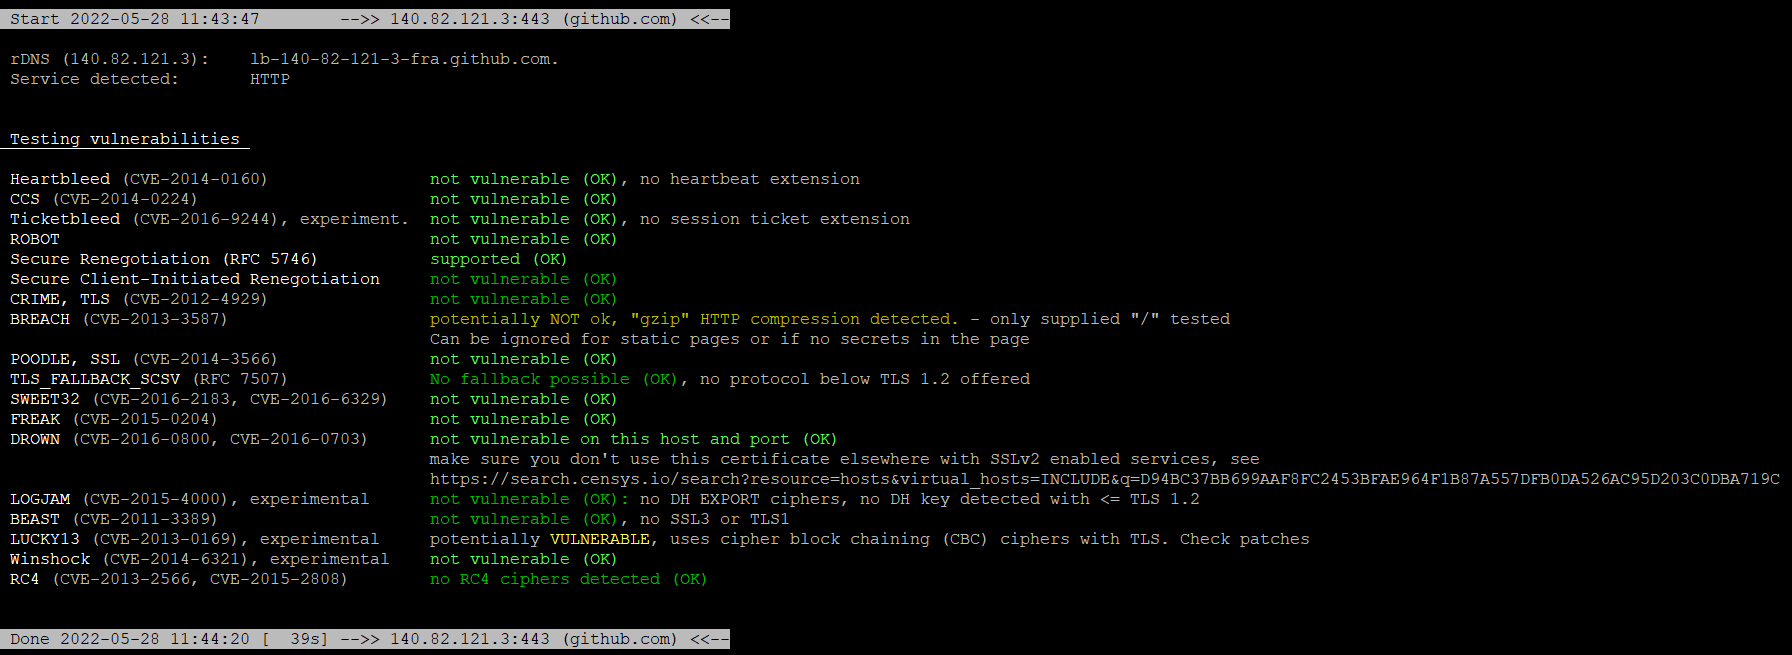 Start 2022-05-28 11:43:47        -->> 140.82.121.3:443 (github.com) <<--
rDNS (140.82.121.3):    lb-140-82-121-3-fra.github.com.
Service detected:       HTTP
Testing vulnerabilities
Heartbleed (CVE-2014-0160)                not vulnerable (OK), no heartbeat extension
CCS (CVE-2014-0224)                       not vulnerable (OK)
Ticketbleed (CVE-2016-9244), experiment.  not vulnerable (OK), no session ticket extension
ROBOT                                     not vulnerable (OK)
Secure Renegotiation (RFC 5746)           supported (OK)
Secure Client-Initiated Renegotiation     not vulnerable (OK)
CRIME, TLS (CVE-2012-4929)                not vulnerable (OK)
BREACH (CVE-2013-3587)                    potentially NOT ok, "gzip" HTTP compression detected. - only supplied "/" tested
Can be ignored for static pages or if no secrets in the page
POODLE, SSL (CVE-2014-3566)               not vulnerable (OK)
TLS_FALLBACK_SCSV (RFC 7507)              No fallback possible (OK), no protocol below TLS 1.2 offered
SWEET32 (CVE-2016-2183, CVE-2016-6329)    not vulnerable (OK)
FREAK (CVE-2015-0204)                     not vulnerable (OK)
DROWN (CVE-2016-0800, CVE-2016-0703)      not vulnerable on this host and port (OK)
make sure you don't use this certificate elsewhere with SSLv2 enabled services, see
https://search.censys.io/search?resource=hosts&virtual_hosts=INCLUDE&q=D94BC37BB699AAF8FC2453BFAE964F1B87A557DFB0DA526AC95D203C0DBA719C
LOGJAM (CVE-2015-4000), experimental      not vulnerable (OK): no DH EXPORT ciphers, no DH key detected with <= TLS 1.2
BEAST (CVE-2011-3389)                     not vulnerable (OK), no SSL3 or TLS1
LUCKY13 (CVE-2013-0169), experimental     potentially VULNERABLE, uses cipher block chaining (CBC) ciphers with TLS. Check patches
Winshock (CVE-2014-6321), experimental    not vulnerable (OK)
RC4 (CVE-2013-2566, CVE-2015-2808)        no RC4 ciphers detected (OK)
Done 2022-05-28 11:44:20 [  39s] -->> 140.82.121.3:443 (github.com) <<--